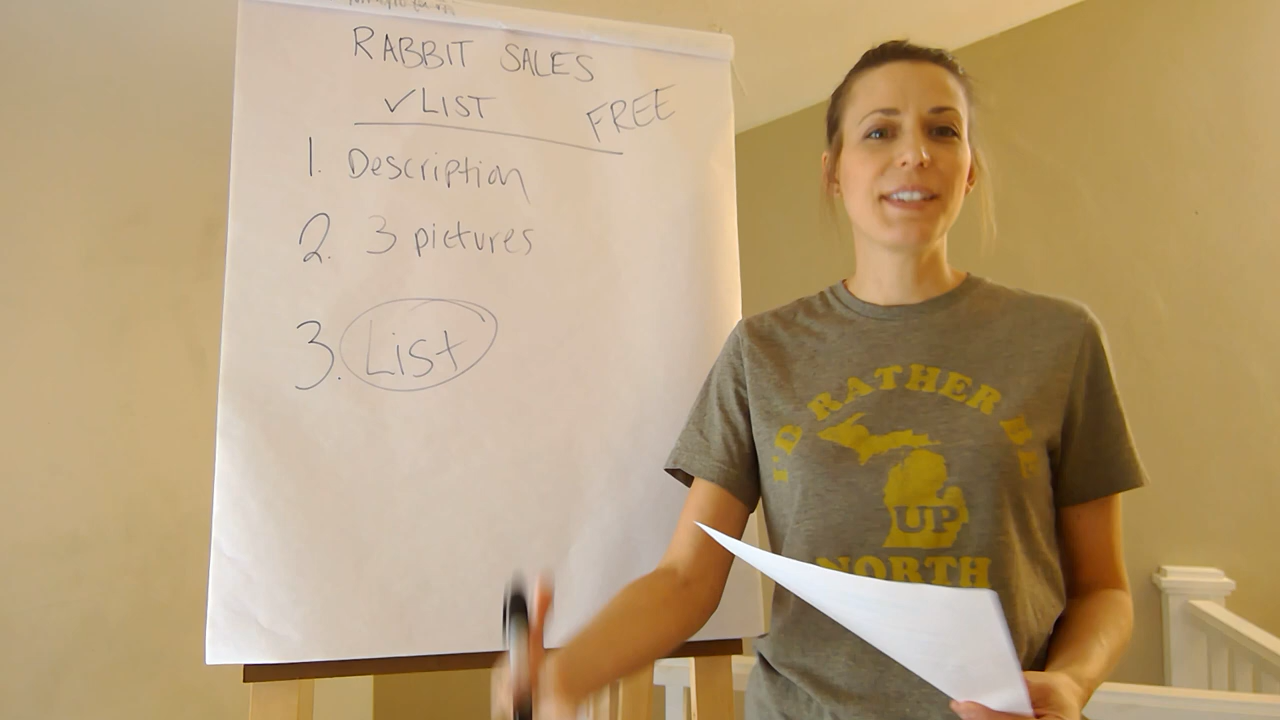 RABBIT SALES
✓LIST
FREE
1. Description
2. 3 pictures
3. List
I'D RATHER BE
UP
NORTH